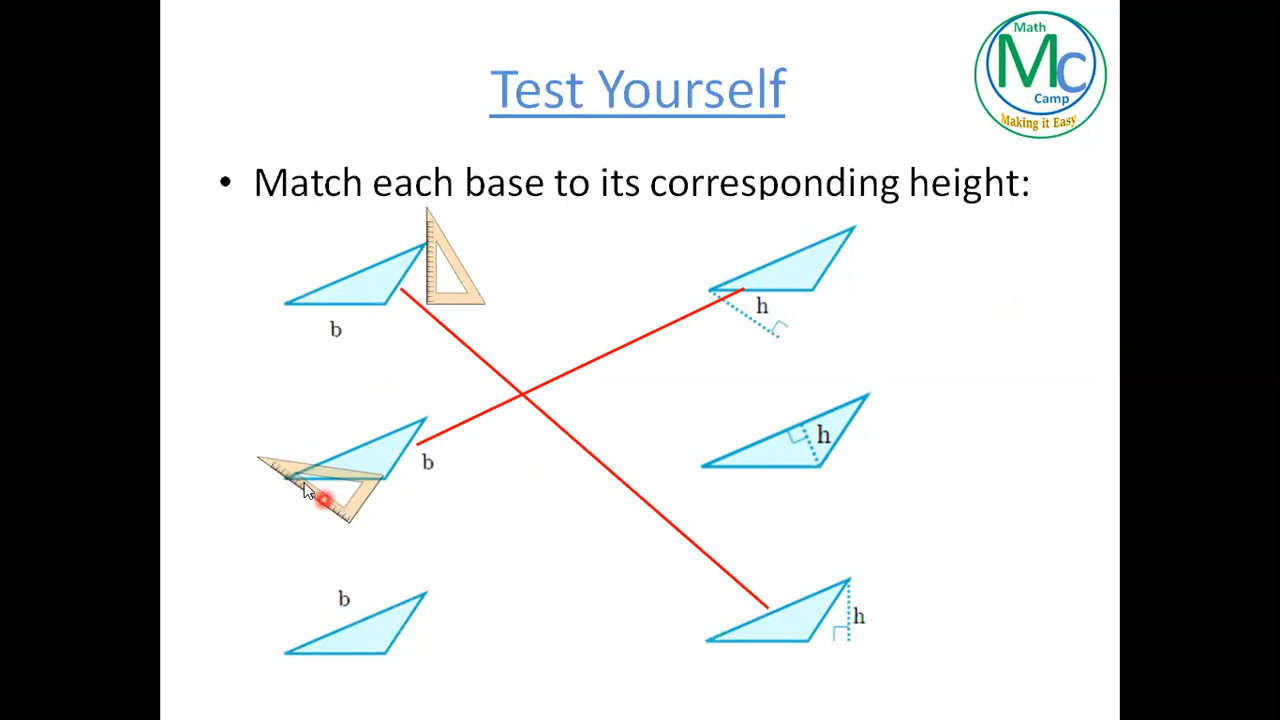 Math
MC
Camp
Making it Easy
Test Yourself
• Match each base to its corresponding height:
b
h
b
h
b
h